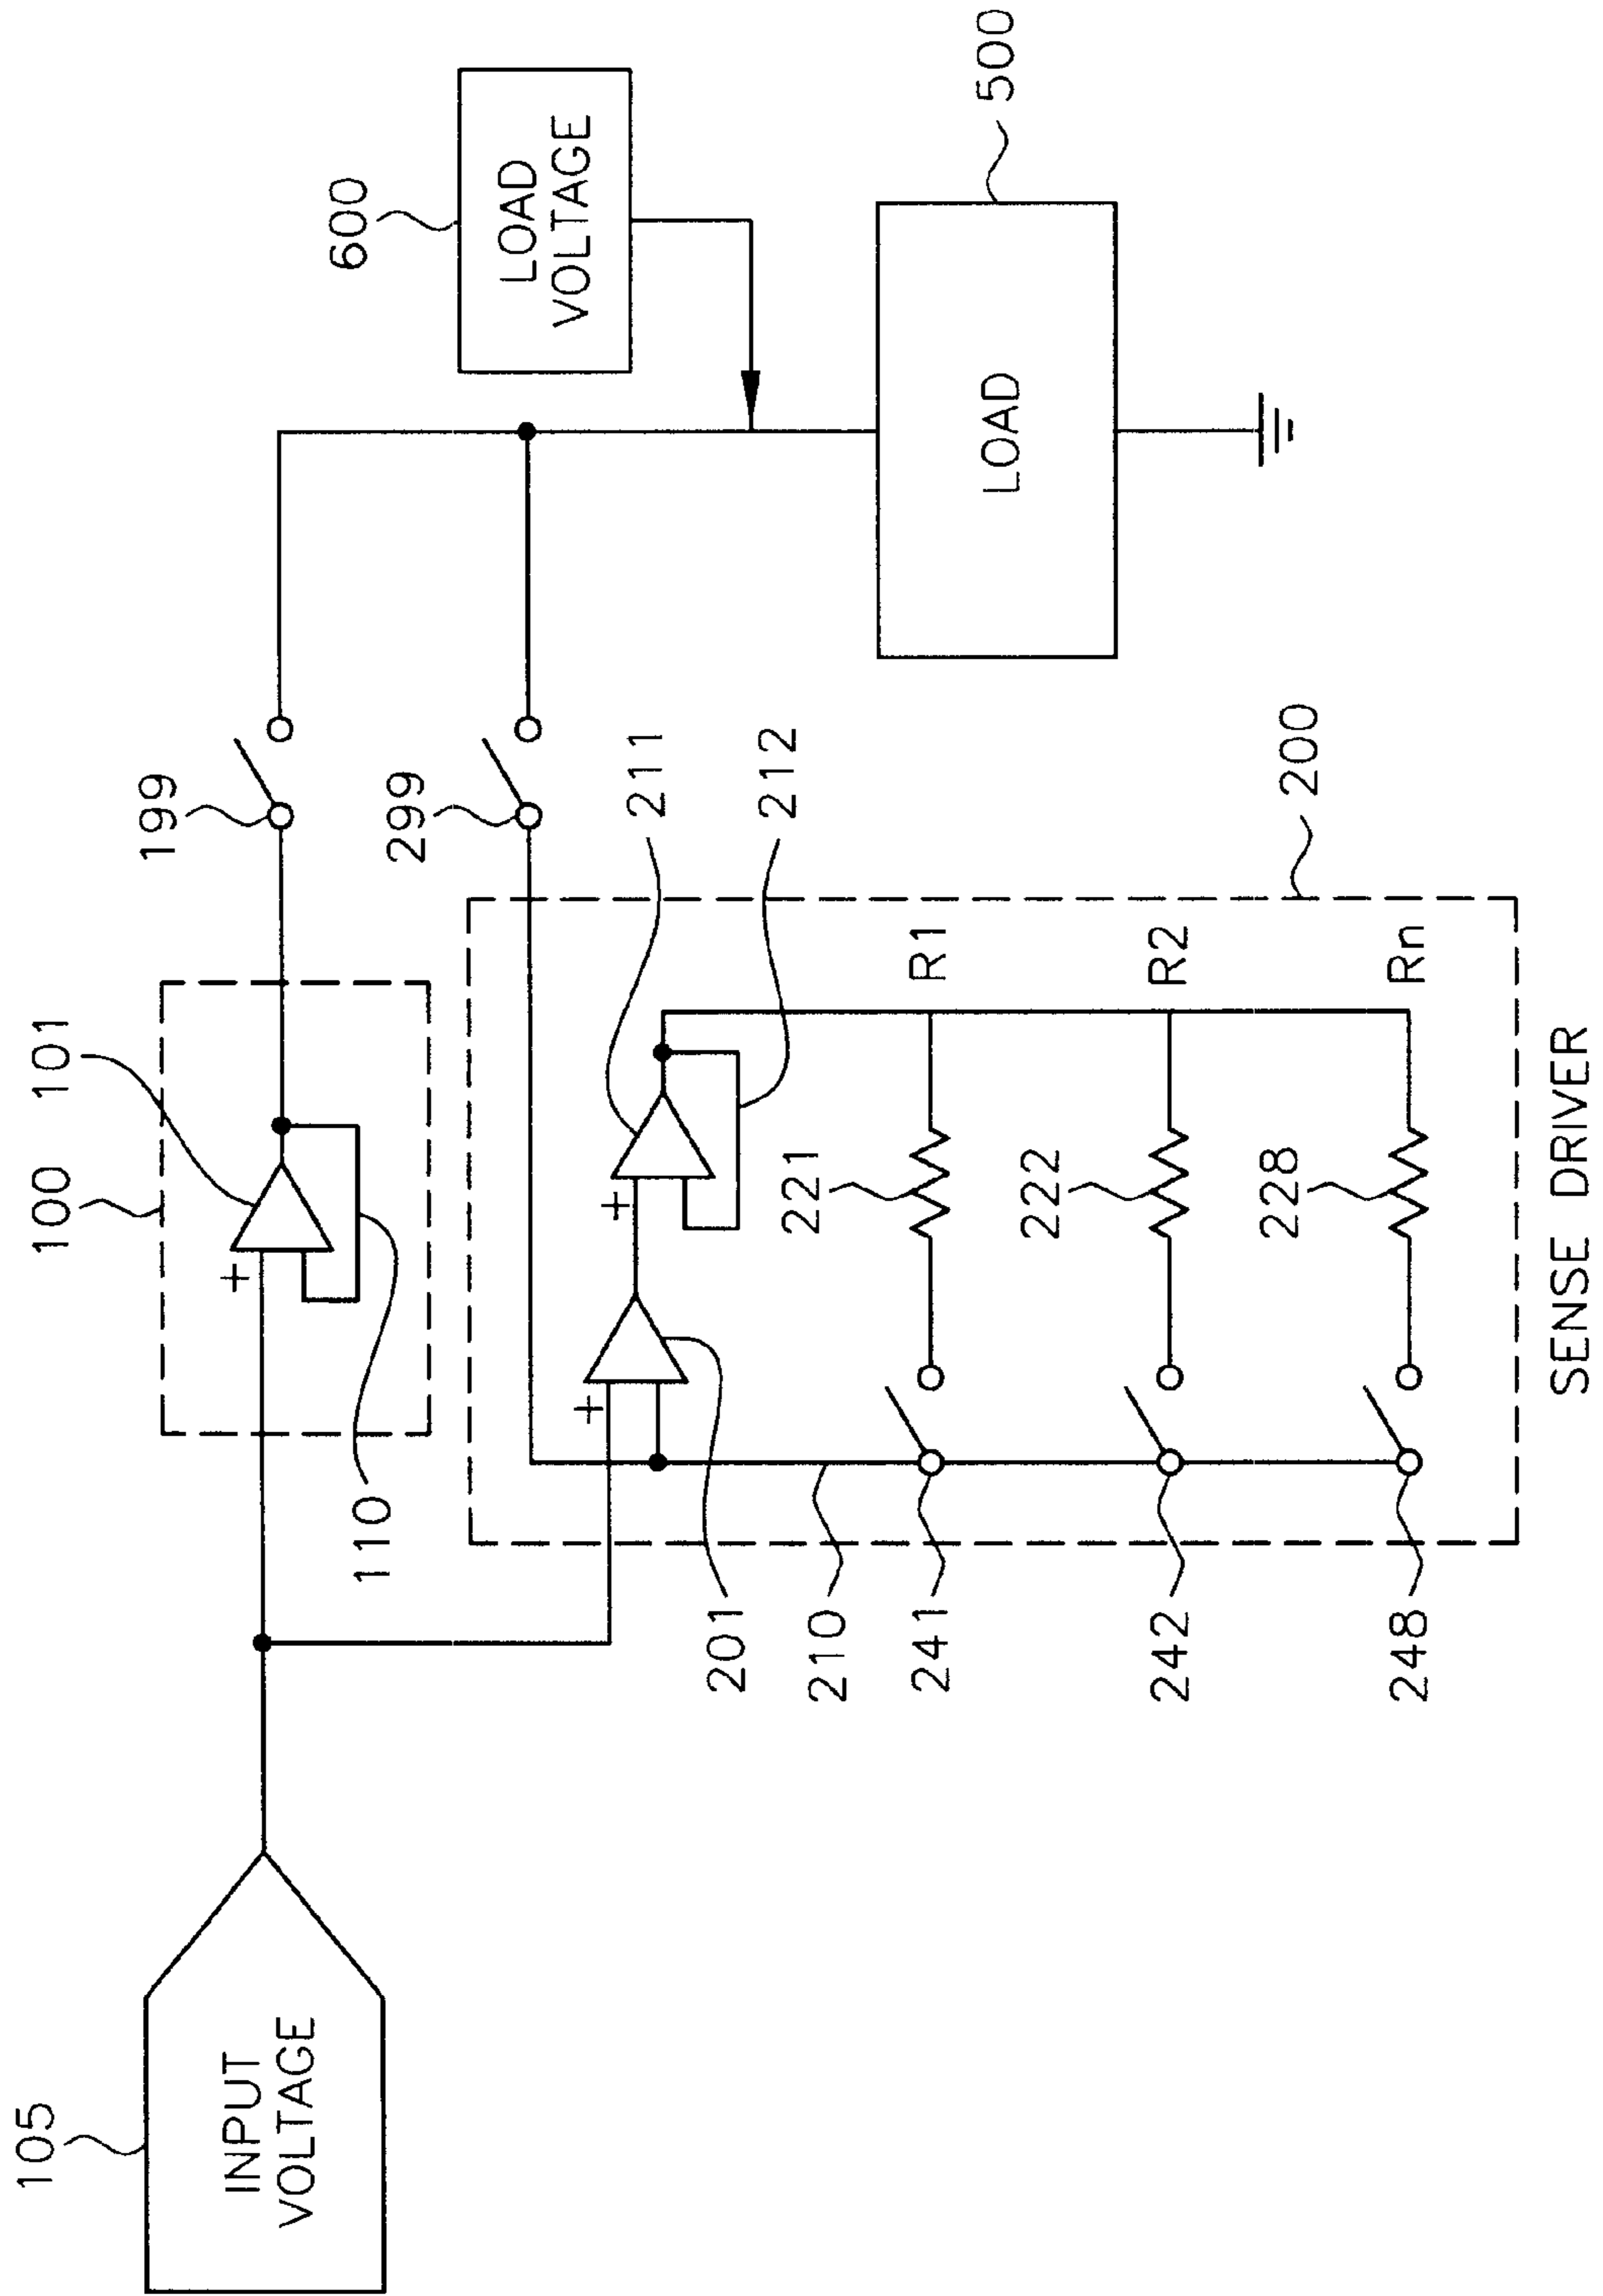 105
INPUT
VOLTAGE
100
101
+
110
199
299
600
LOAD
VOLTAGE
LOAD
500
201
+
+
211
212
200
210
221
R1
241
222
R2
242
228
Rn
248
SENSE DRIVER